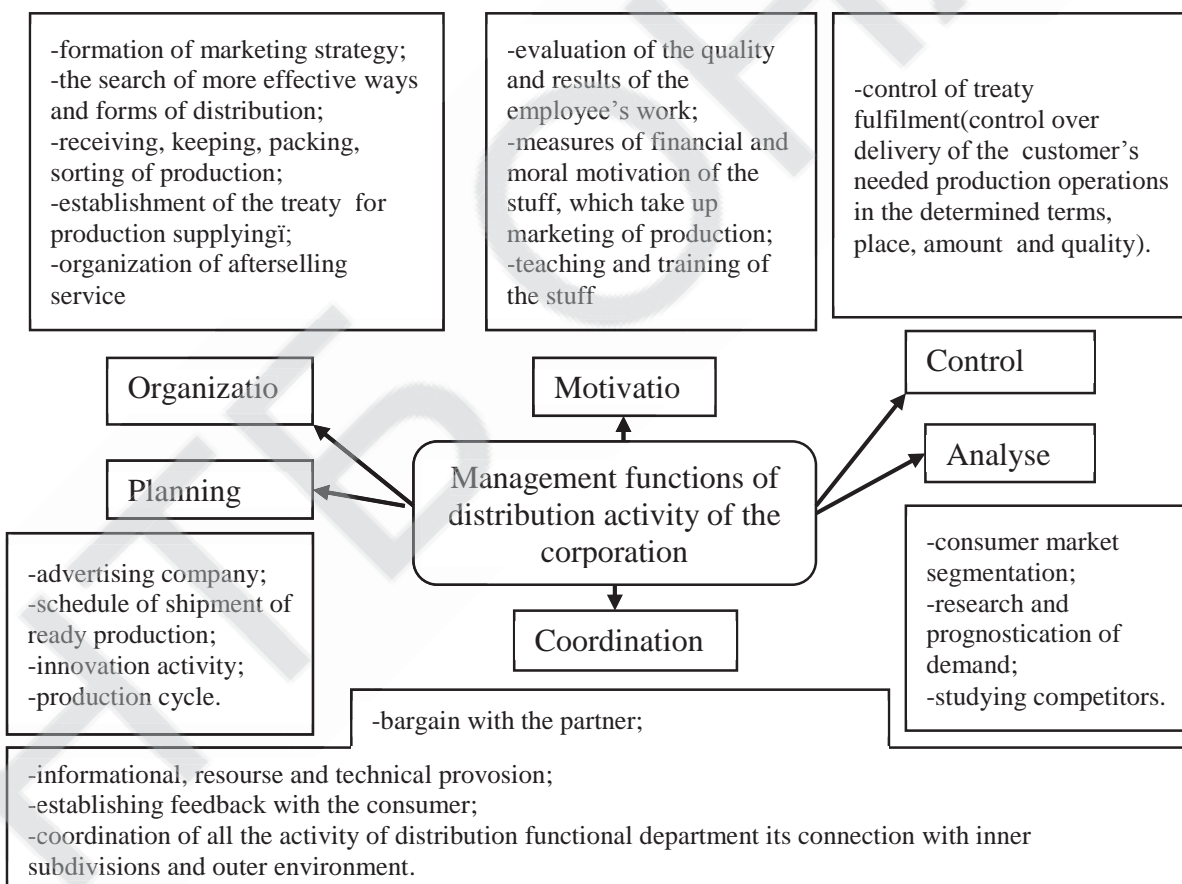 -formation of marketing strategy;
-the search of more effective ways
and forms of distribution;
-receiving, keeping, packing,
sorting of production;
-establishment of the treaty for
production supplyingï;
-organization of afterselling
service
-evaluation of the quality
and results of the
employee’s work;
-measures of financial and
moral motivation of the
stuff, which take up
marketing of production;
-teaching and training of
the stuff
-control of treaty
fulfilment(control over
delivery of the customer’s
needed production operations
in the determined terms,
place, amount and quality).
Organizatio
Motivatio
Control
Planning
Management functions of
distribution activity of the
corporation
Analyse
-advertising company;
-schedule of shipment of
ready production;
-innovation activity;
-production cycle.
Coordination
-consumer market
segmentation;
-research and
prognostication of
demand;
-studying competitors.
-bargain with the partner;
-informational, resourse and technical provosion;
-establishing feedback with the consumer;
-coordination of all the activity of distribution functional department its connection with inner
subdivisions and outer environment.